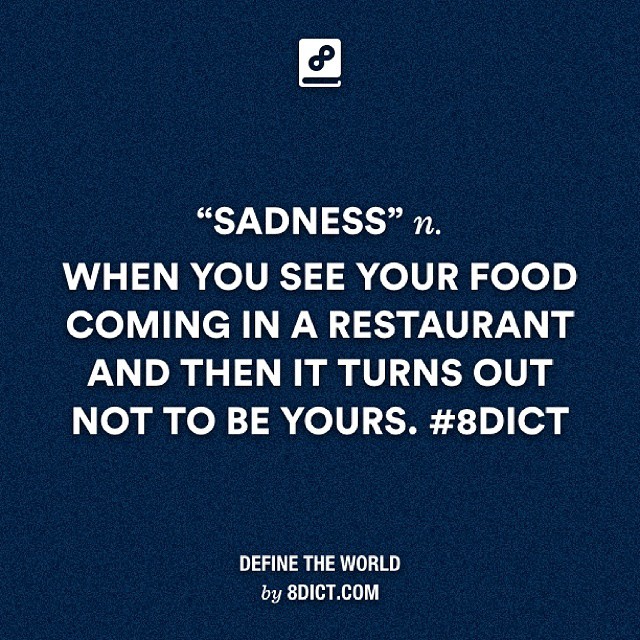 “SADNESS” n.
WHEN YOU SEE YOUR FOOD
COMING IN A RESTAURANT
AND THEN IT TURNS OUT
NOT TO BE YOURS. #8DICT
DEFINE THE WORLD
by 8DICT.COM